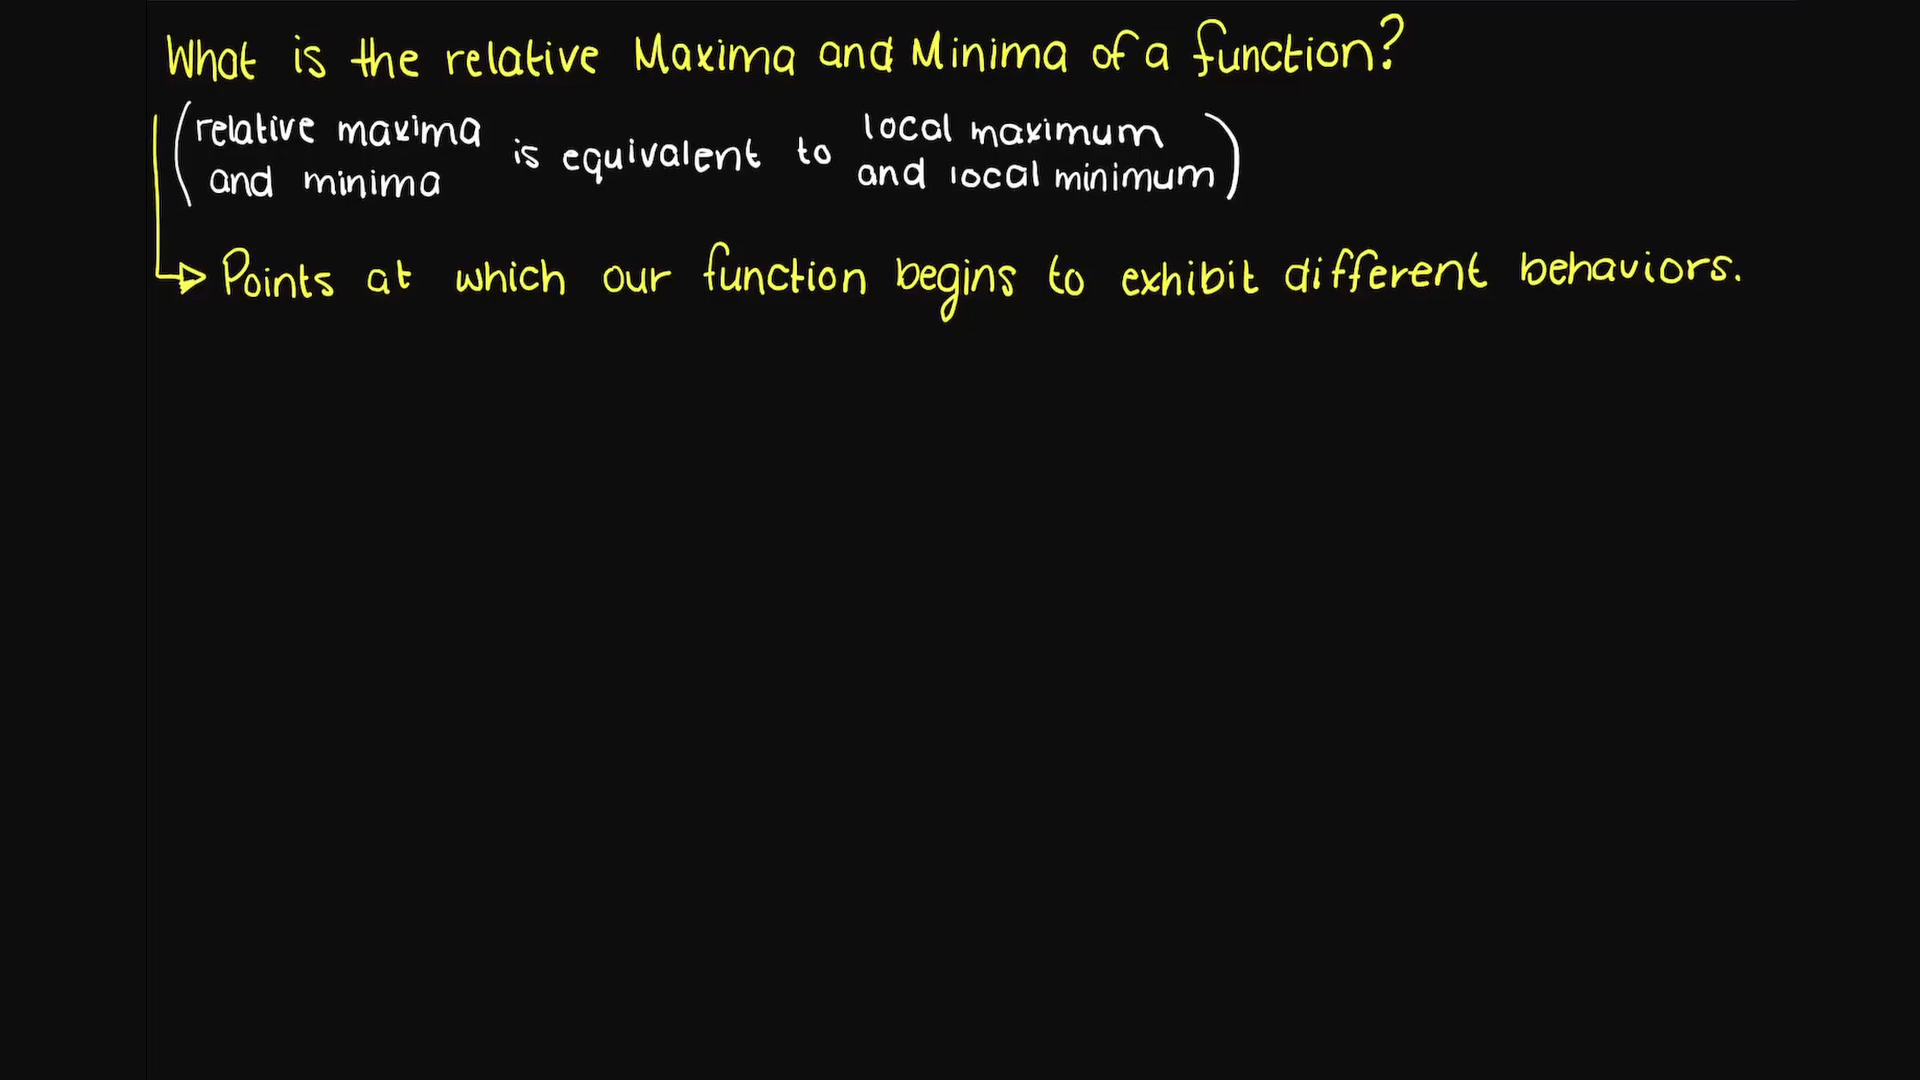 What is the relative Maxima and Minima of a function?
(relative maxima and minima is equivalent to local maximum and local minimum)
Points at which our function begins to exhibit different behaviors.